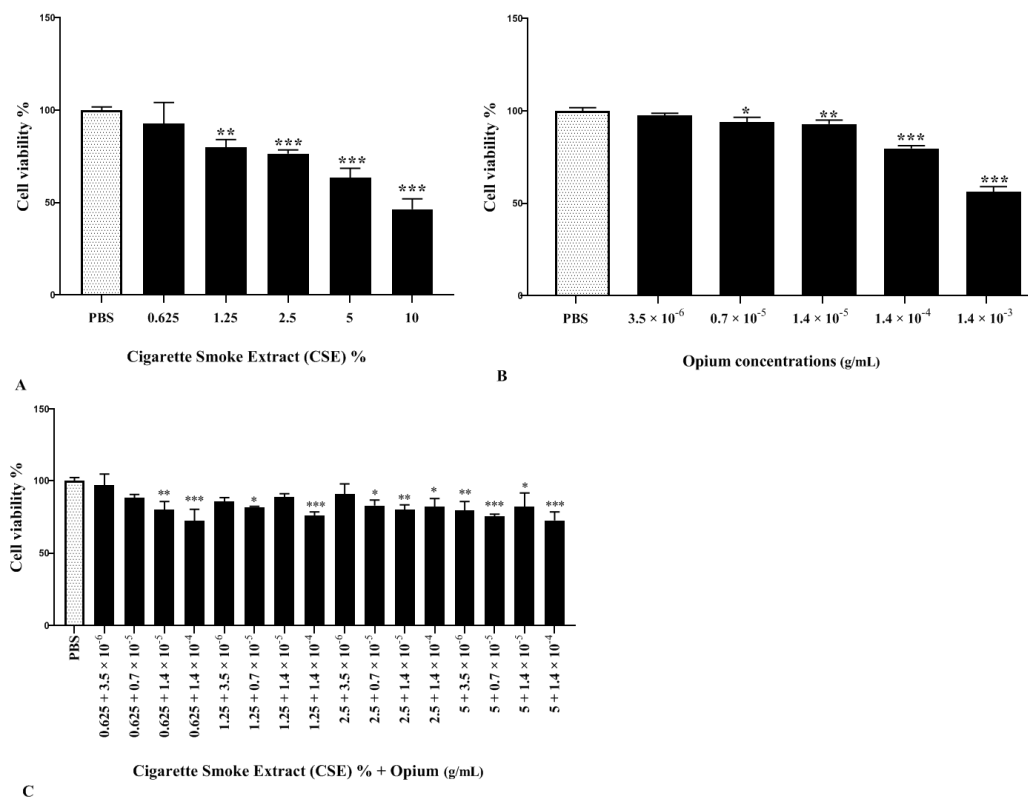 150
100
50
0
Cell viability %
**
***
***
***
PBS 0.625 1.25 2.5 5 10
Cigarette Smoke Extract (CSE) %
A
150
100
50
0
Cell viability %
*
**
***
***
PBS 3.5 × 10⁻⁶ 0.7 × 10⁻⁵ 1.4 × 10⁻⁵ 1.4 × 10⁻⁴ 1.4 × 10⁻³
Opium concentrations (g/mL)
B
150
100
50
0
Cell viability %
** *** * *** * ** * ** *** * ***
PBS
0.625 + 3.5 × 10⁻⁶
0.625 + 0.7 × 10⁻⁵
0.625 + 1.4 × 10⁻⁵
0.625 + 1.4 × 10⁻⁴
1.25 + 3.5 × 10⁻⁶
1.25 + 0.7 × 10⁻⁵
1.25 + 1.4 × 10⁻⁵
1.25 + 1.4 × 10⁻⁴
2.5 + 3.5 × 10⁻⁶
2.5 + 0.7 × 10⁻⁵
2.5 + 1.4 × 10⁻⁵
2.5 + 1.4 × 10⁻⁴
5 + 3.5 × 10⁻⁶
5 + 0.7 × 10⁻⁵
5 + 1.4 × 10⁻⁵
5 + 1.4 × 10⁻⁴
Cigarette Smoke Extract (CSE) % + Opium (g/mL)
C